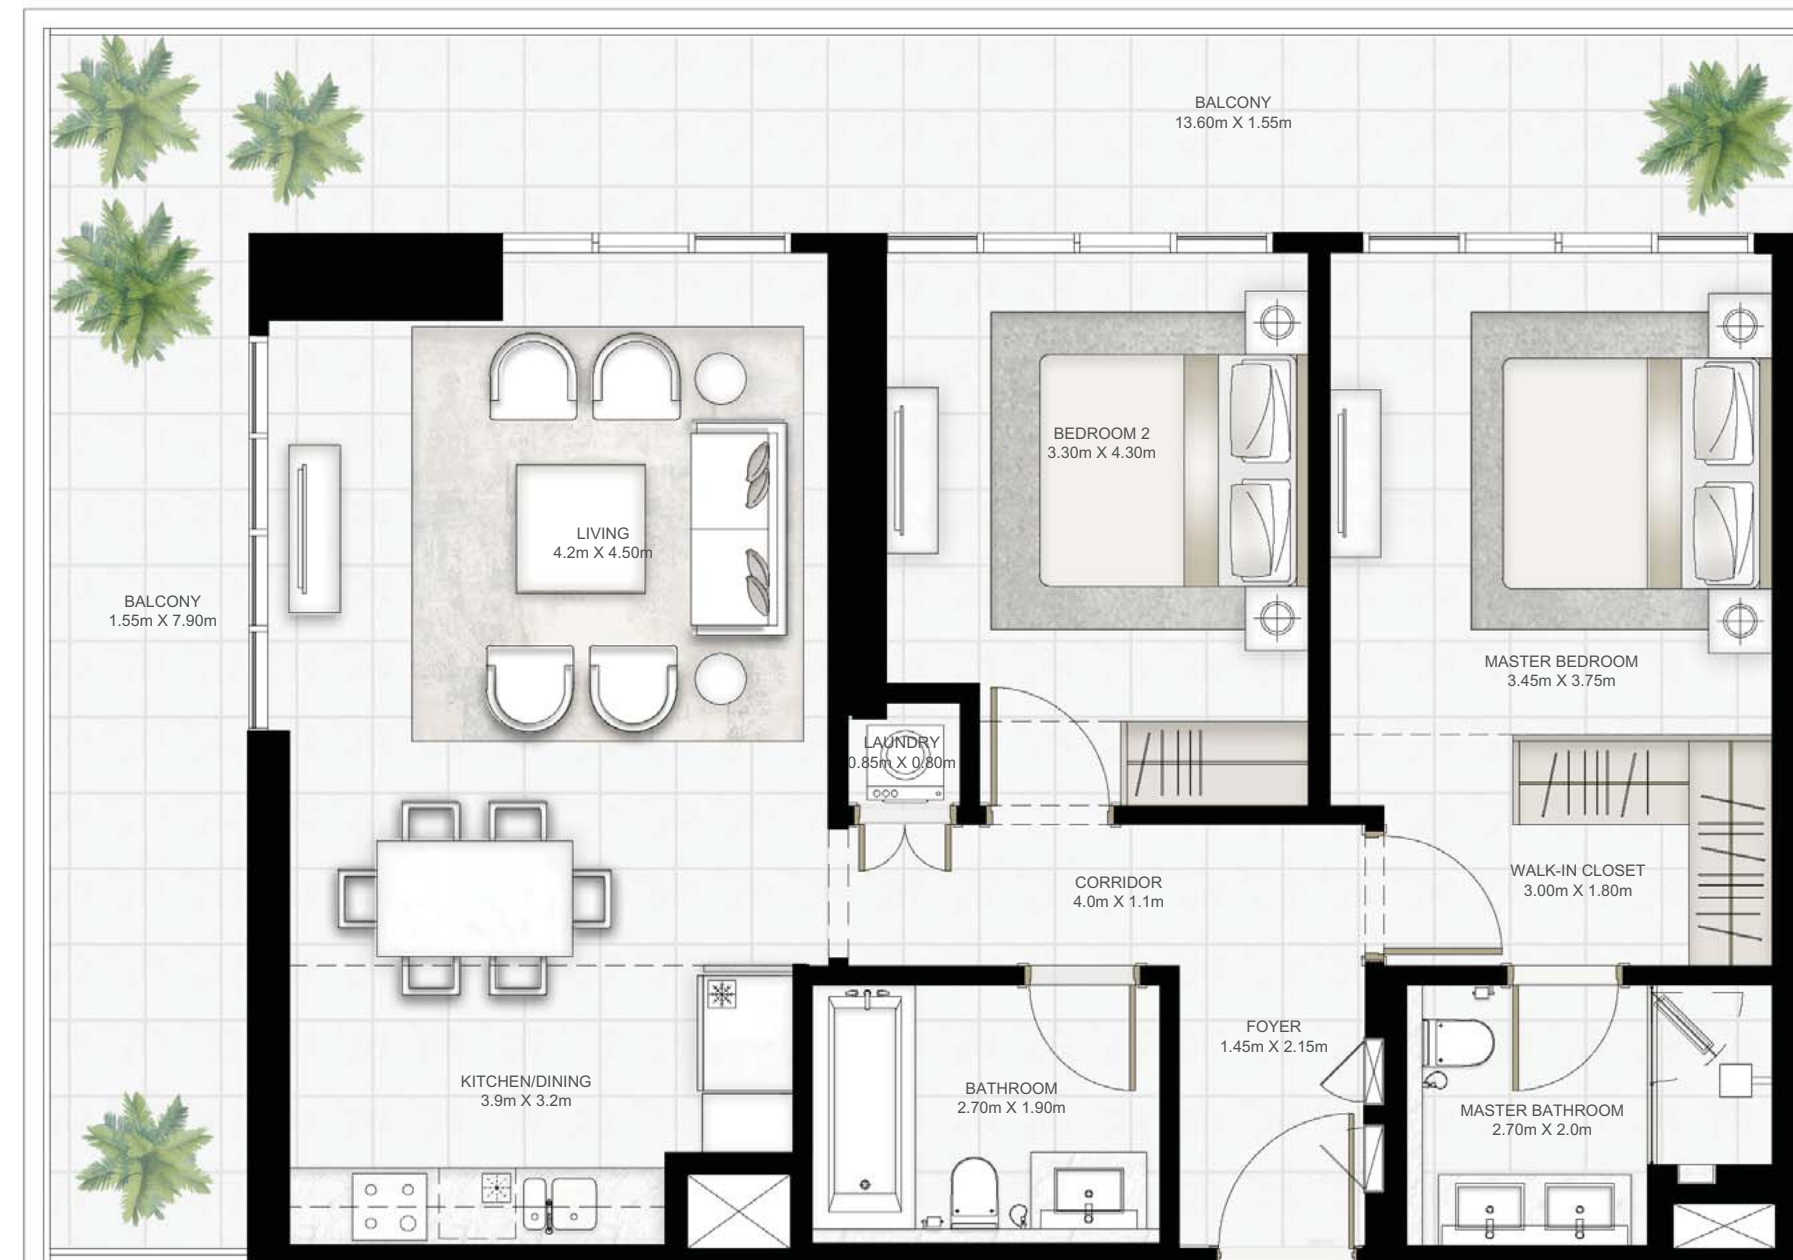 BALCONY
13.60m X 1.55m
BEDROOM 2
3.30m X 4.30m
LIVING
4.2m X 4.50m
BALCONY
1.55m X 7.90m
MASTER BEDROOM
3.45m X 3.75m
LAUNDRY
0.85m X 0.80m
CORRIDOR
4.0m X 1.1m
WALK-IN CLOSET
3.00m X 1.80m
FOYER
1.45m X 2.15m
KITCHEN/DINING
3.9m X 3.2m
BATHROOM
2.70m X 1.90m
MASTER BATHROOM
2.70m X 2.0m